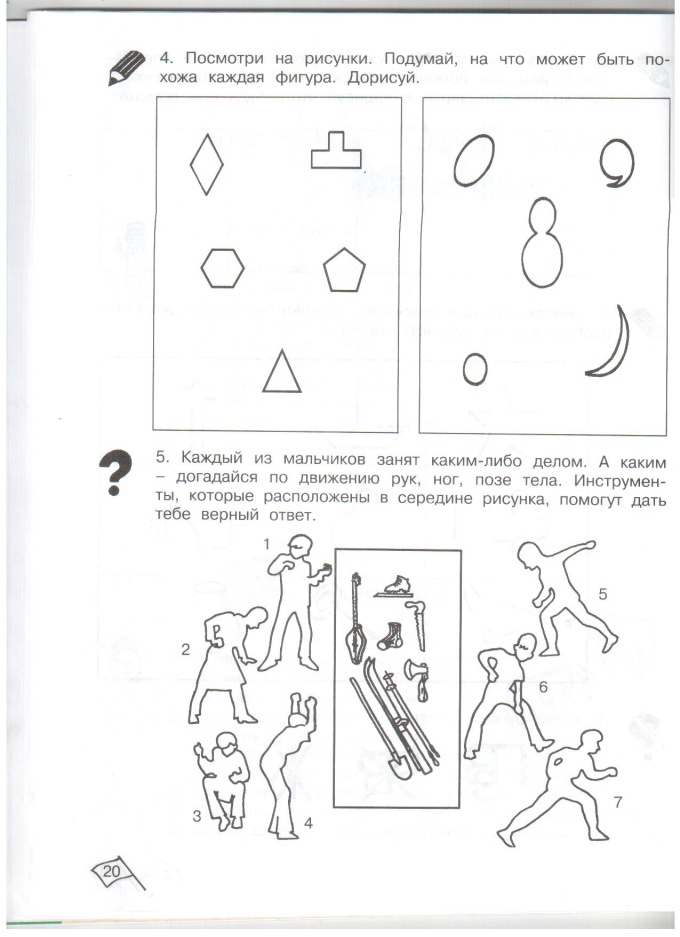 4. Посмотри на рисунки. Подумай, на что может быть по-
хожа каждая фигура. Дорисуй.
5. Каждый из мальчиков занят каким-либо делом. А каким
– догадайся по движению рук, ног, позе тела. Инструмен-
ты, которые расположены в середине рисунка, помогут дать
тебе верный ответ.
1
2
3
4
5
6
7
20